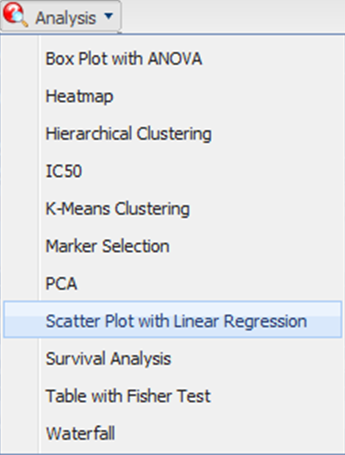 Analysis
Box Plot with ANOVA
Heatmap
Hierarchical Clustering
IC50
K-Means Clustering
Marker Selection
PCA
Scatter Plot with Linear Regression
Survival Analysis
Table with Fisher Test
Waterfall